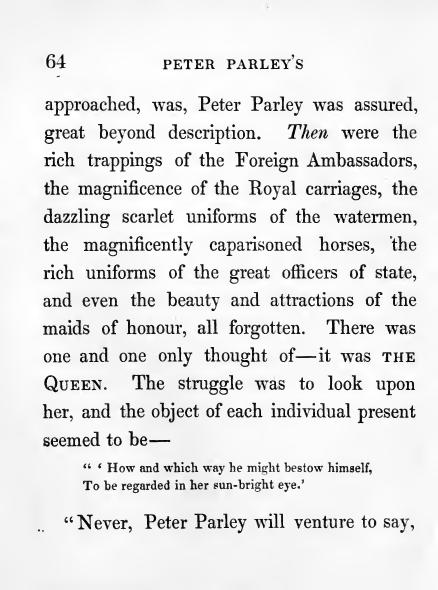 64 PETER PARLEY'S
approached, was, Peter Parley was assured,
great beyond description. Then were the
rich trappings of the Foreign Ambassadors,
the magnificence of the Royal carriages, the
dazzling scarlet uniforms of the watermen,
the magnificently caparisoned horses, 'the
rich uniforms of the great officers of state,
and even the beauty and attractions of the
maids of honour, all forgotten. There was
one and one only thought of—it was THE
QUEEN. The struggle was to look upon
her, and the object of each individual present
seemed to be—
" ' How and which way he might bestow himself,
To be regarded in her sun-bright eye.'
"Never, Peter Parley will venture to say,